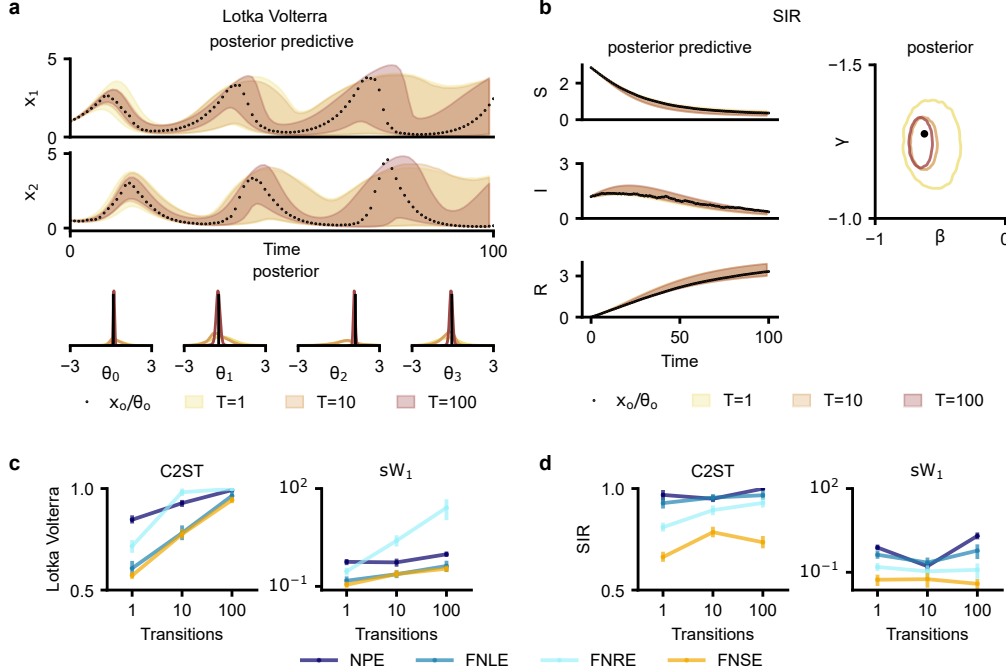 a
Lotka Volterra
posterior predictive
5
x1
0
5
x2
0
0
Time
100
posterior
−3 θ0 3
−3 θ1 3
−3 θ2 3
−3 θ3 3
xo/θo T=1 T=10 T=100
b
SIR
posterior predictive
2
S
0
3
I
0
3
R
0
0 50 100
Time
posterior
−1.5
γ
−1.0
−1 β 0
xo/θo T=1 T=10 T=100
c
C2ST
Lotka Volterra
1.0
0.5
1 10 100
Transitions
sW1
10²
10⁻¹
1 10 100
Transitions
d
C2ST
SIR
1.0
0.5
1 10 100
Transitions
sW1
10²
10⁻¹
1 10 100
Transitions
NPE FNLE FNRE FNSE